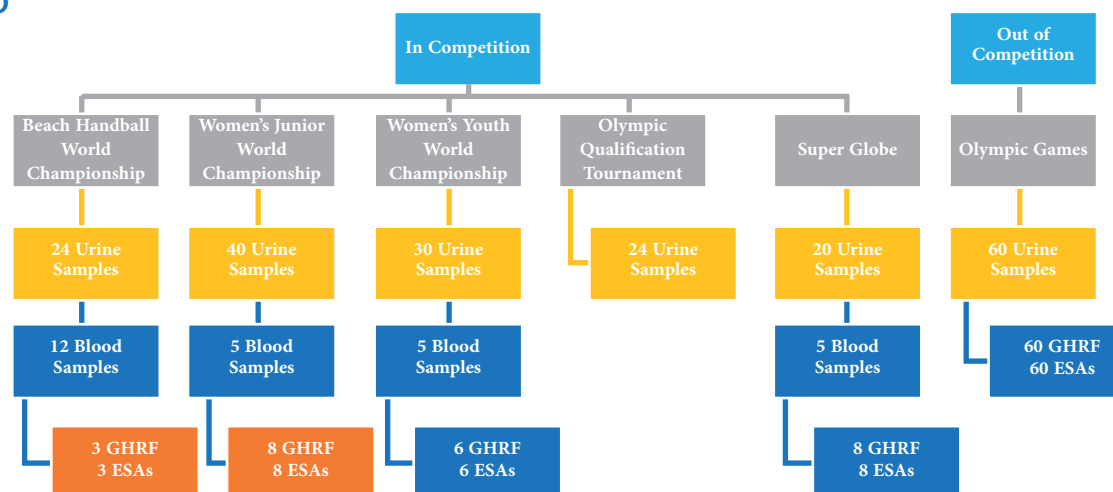 In Competition
Out of
Competition
Beach Handball
World
Championship
Women's Junior
World
Championship
Women's Youth
World
Championship
Olympic
Qualification
Tournament
Super Globe
Olympic Games
24 Urine
Samples
40 Urine
Samples
30 Urine
Samples
24 Urine
Samples
20 Urine
Samples
60 Urine
Samples
12 Blood
Samples
5 Blood
Samples
5 Blood
Samples
5 Blood
Samples
60 GHRF
60 ESAs
3 GHRF
3 ESAs
8 GHRF
8 ESAs
6 GHRF
6 ESAs
8 GHRF
8 ESAs